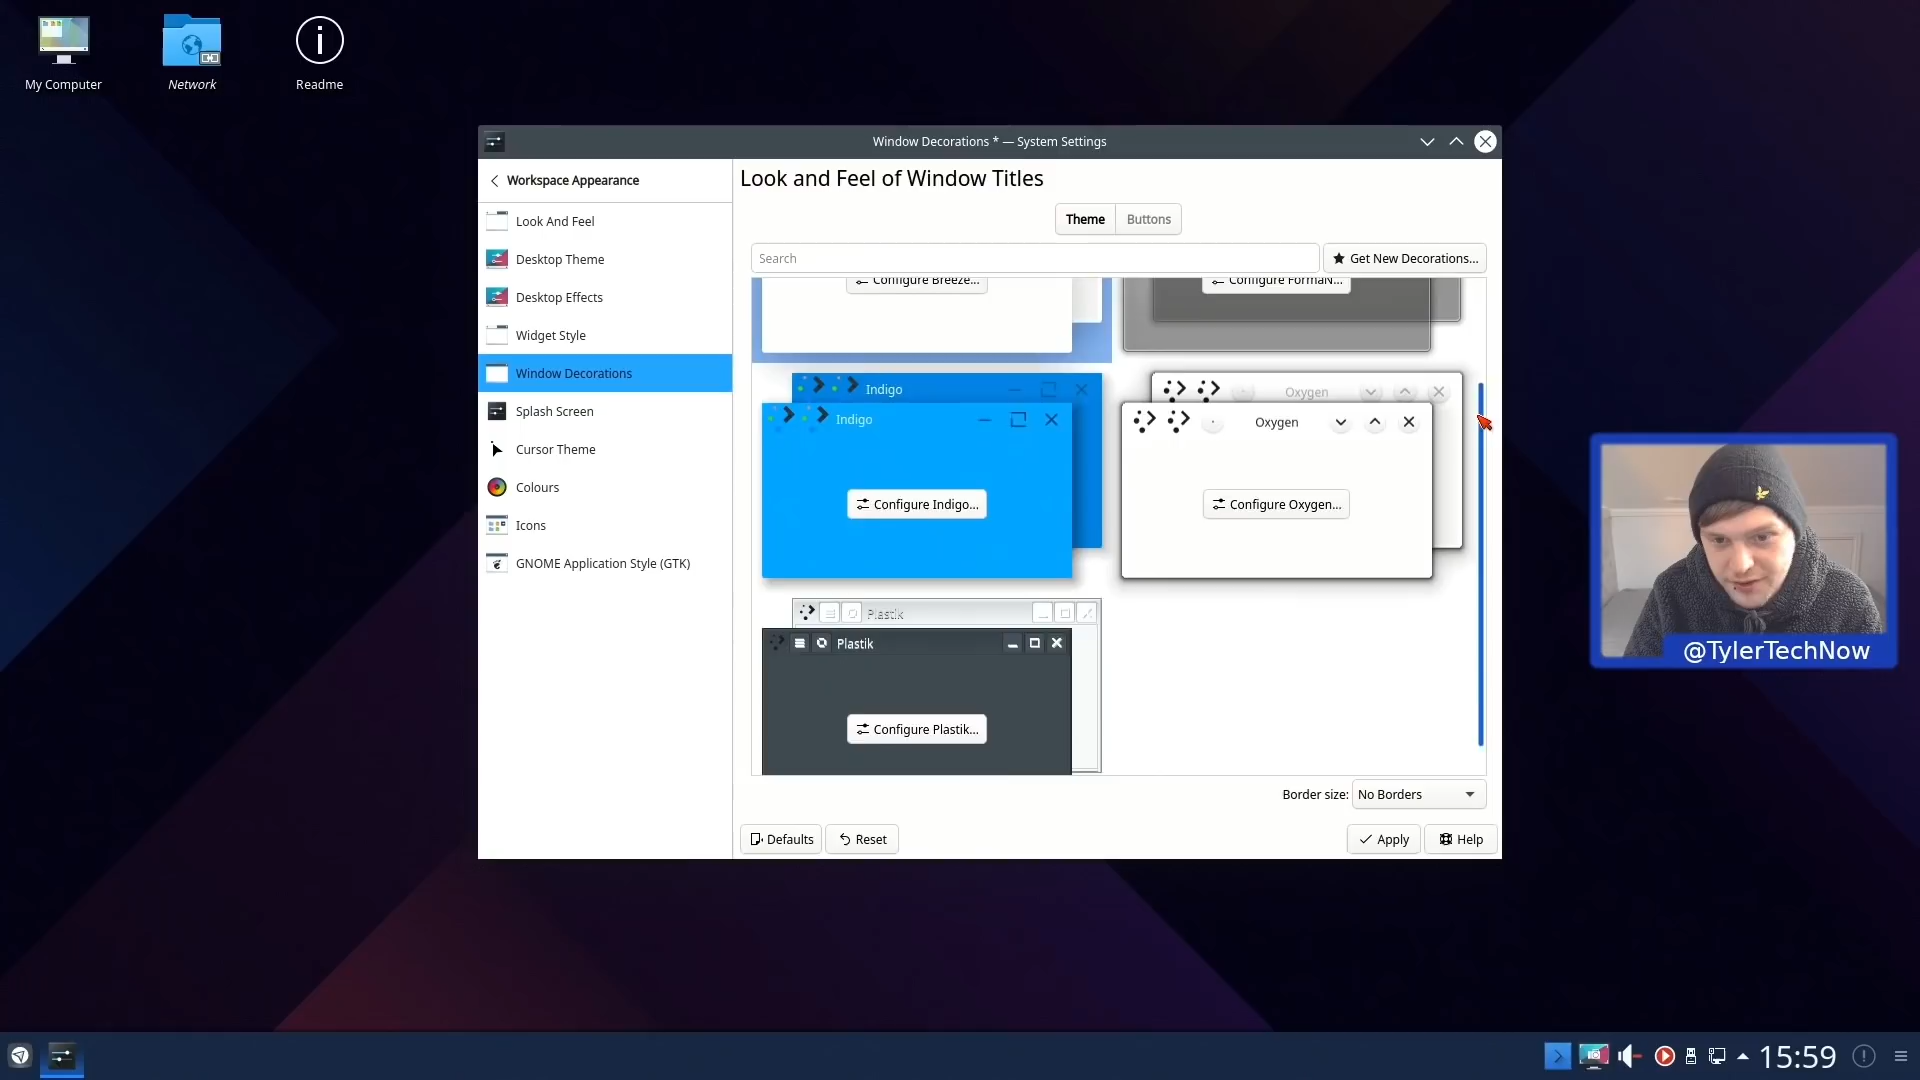 My Computer
Network
Readme
Window Decorations * — System Settings
Workspace Appearance
Look And Feel
Desktop Theme
Desktop Effects
Widget Style
Window Decorations
Splash Screen
Cursor Theme
Colours
Icons
GNOME Application Style (GTK)
Look and Feel of Window Titles
Theme
Buttons
Search
Get New Decorations...
Configure Breeze...
Configure FormaN...
Indigo
Indigo
Configure Indigo...
Oxygen
Oxygen
Configure Oxygen...
Plastik
Plastik
Configure Plastik...
Border size:
No Borders
Defaults
Reset
Apply
Help
@TylerTechNow
15:59